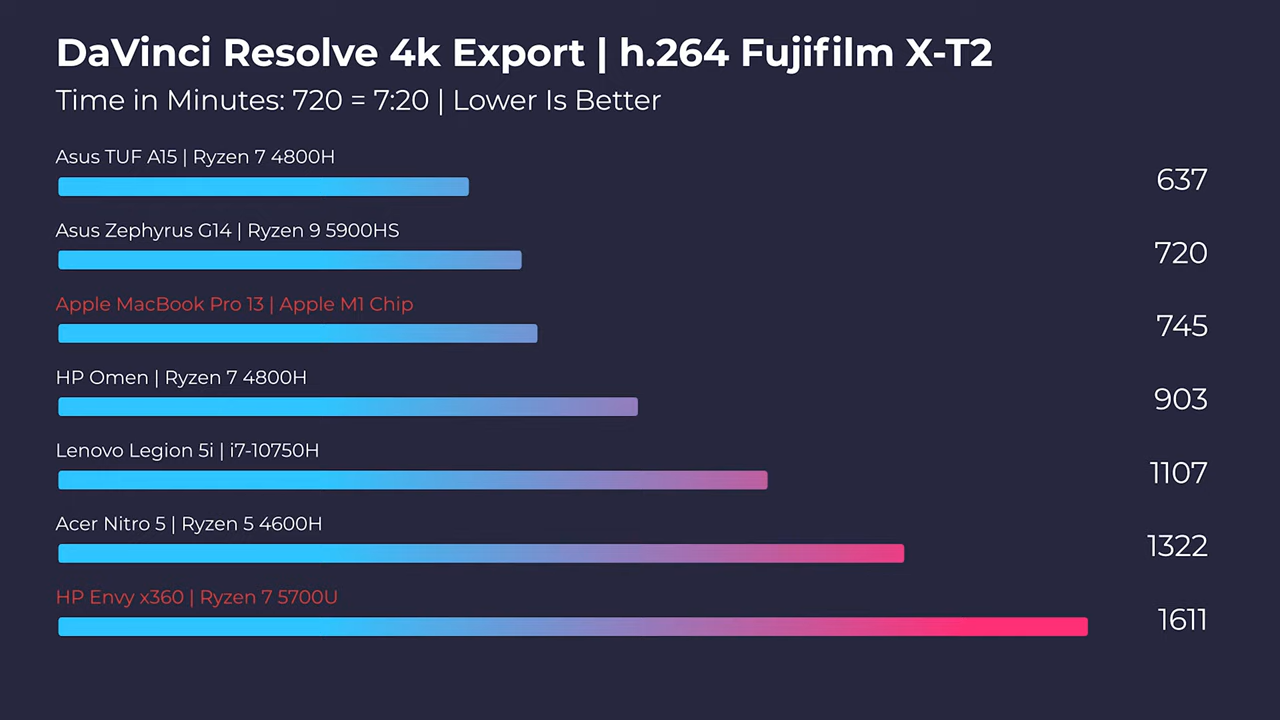 DaVinci Resolve 4k Export | h.264 Fujifilm X-T2
Time in Minutes: 720 = 7:20 | Lower Is Better
Asus TUF A15 | Ryzen 7 4800H
637
Asus Zephyrus G14 | Ryzen 9 5900HS
720
Apple MacBook Pro 13 | Apple M1 Chip
745
HP Omen | Ryzen 7 4800H
903
Lenovo Legion 5i | i7-10750H
1107
Acer Nitro 5 | Ryzen 5 4600H
1322
HP Envy x360 | Ryzen 7 5700U
1611